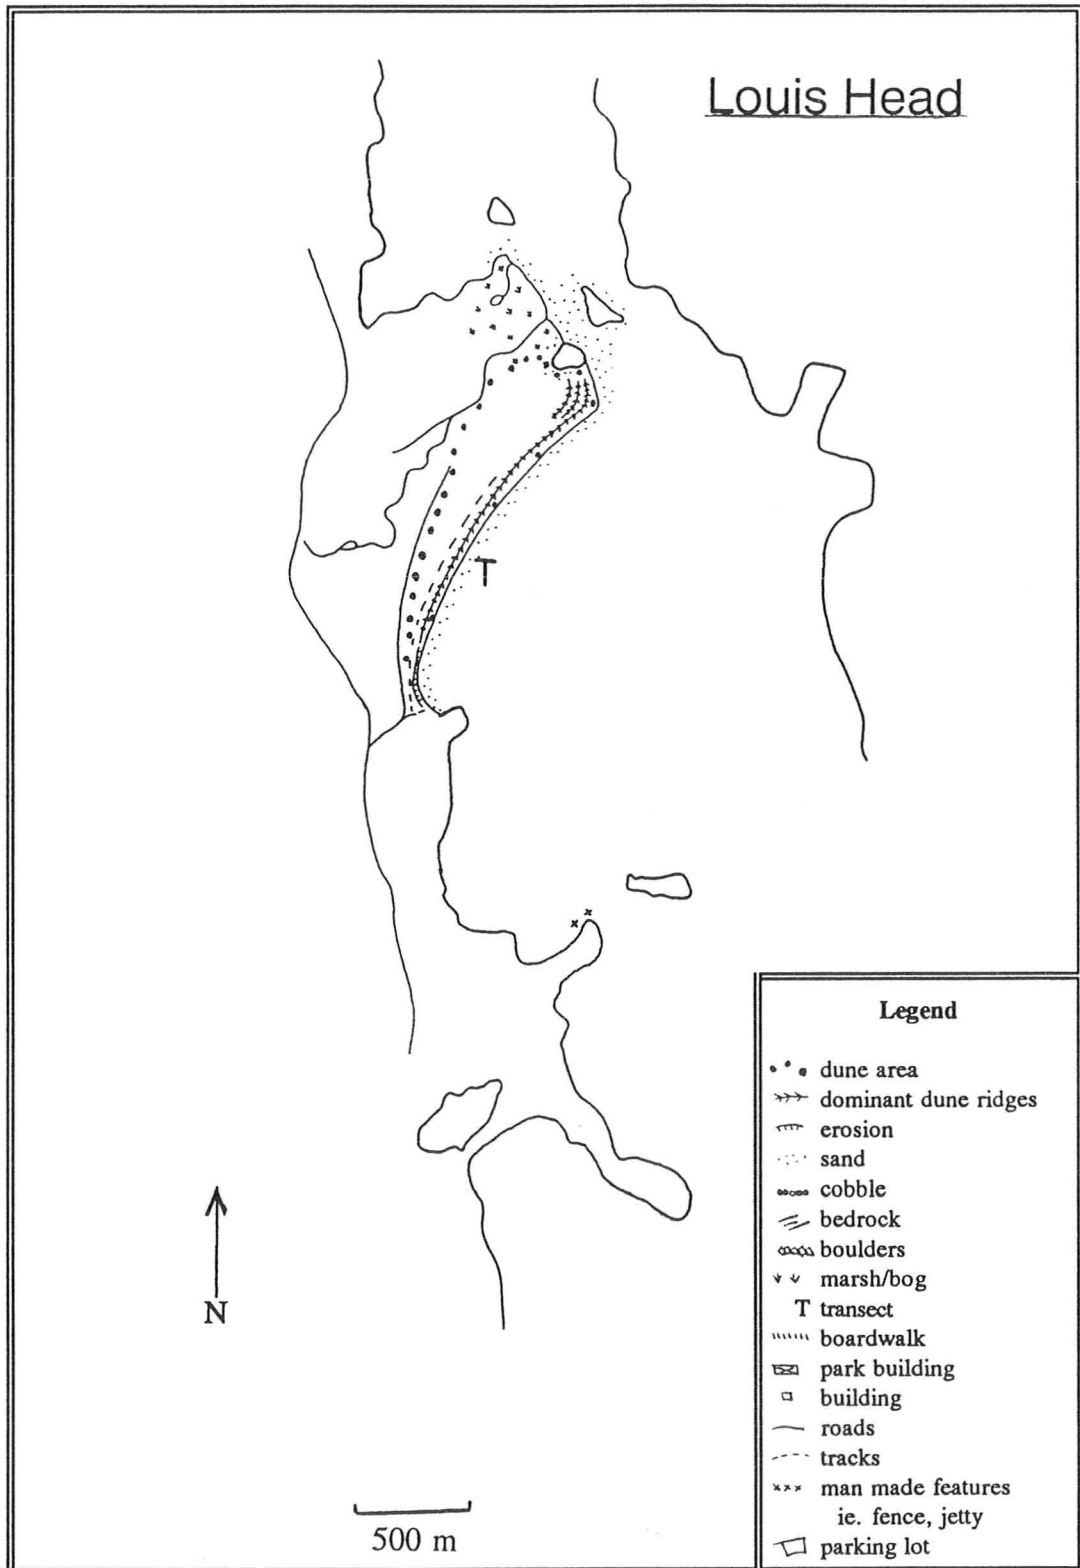 Louis Head
T
Legend
dune area
dominant dune ridges
erosion
sand
cobble
bedrock
boulders
marsh/bog
T transect
boardwalk
park building
building
roads
tracks
man made features
ie. fence, jetty
parking lot
N
500 m